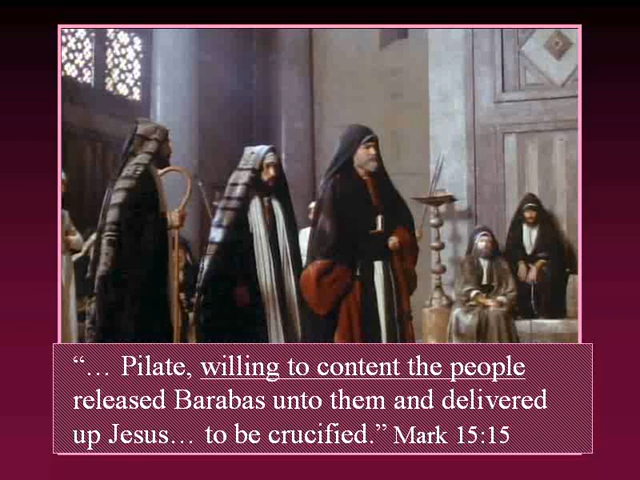 “… Pilate, willing to content the people
released Barabas unto them and delivered
up Jesus… to be crucified.” Mark 15:15